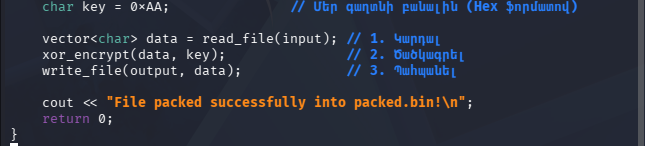 char key = 0xAA; // Մեր գաղտնի բանալին (Hex ֆորմատով)
vector<char> data = read_file(input); // 1. Կարդալ
xor_encrypt(data, key); // 2. Ծածկագրել
write_file(output, data); // 3. Պահպանել
cout << "File packed successfully into packed.bin!\n";
return 0;
}